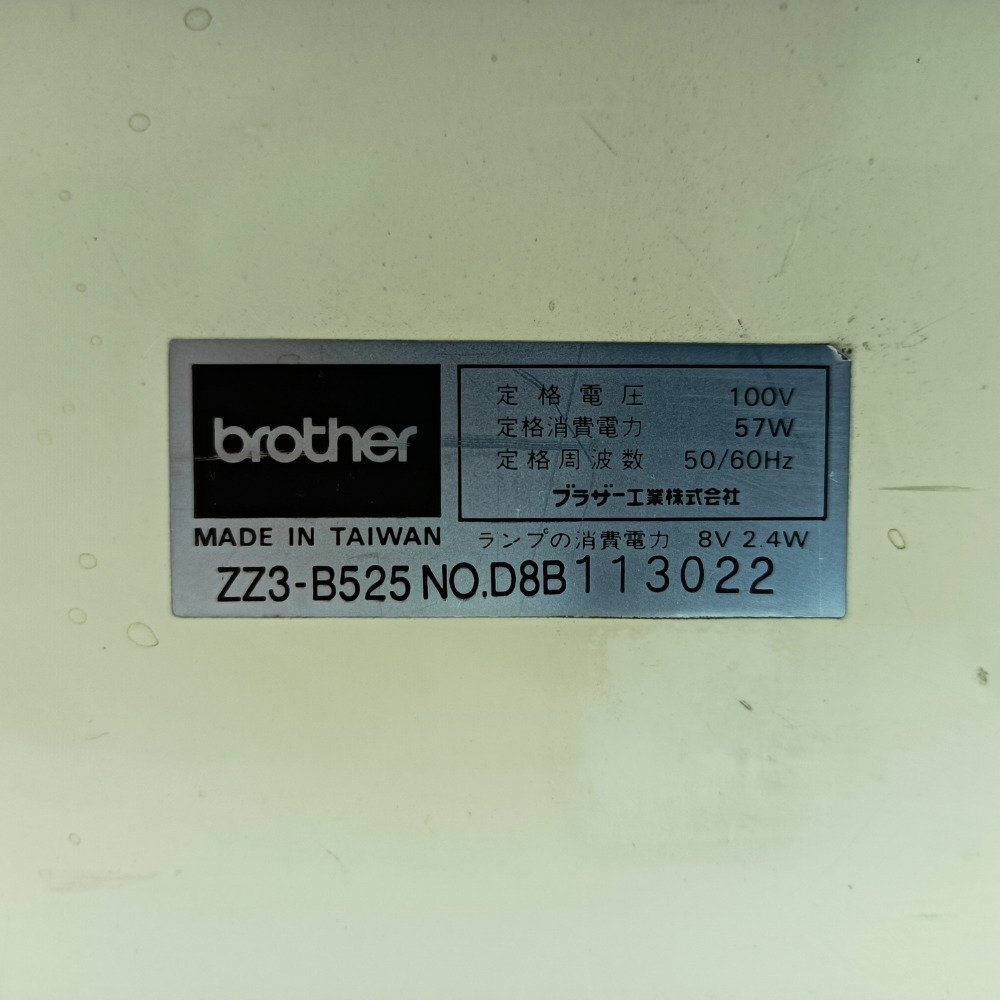 brother
定格電圧 100V
定格消費電力 57W
定格周波数 50/60Hz
ブラザー工業株式会社
MADE IN TAIWAN ランプの消費電力 8V 2.4W
ZZ3-B525 NO.D8B113022